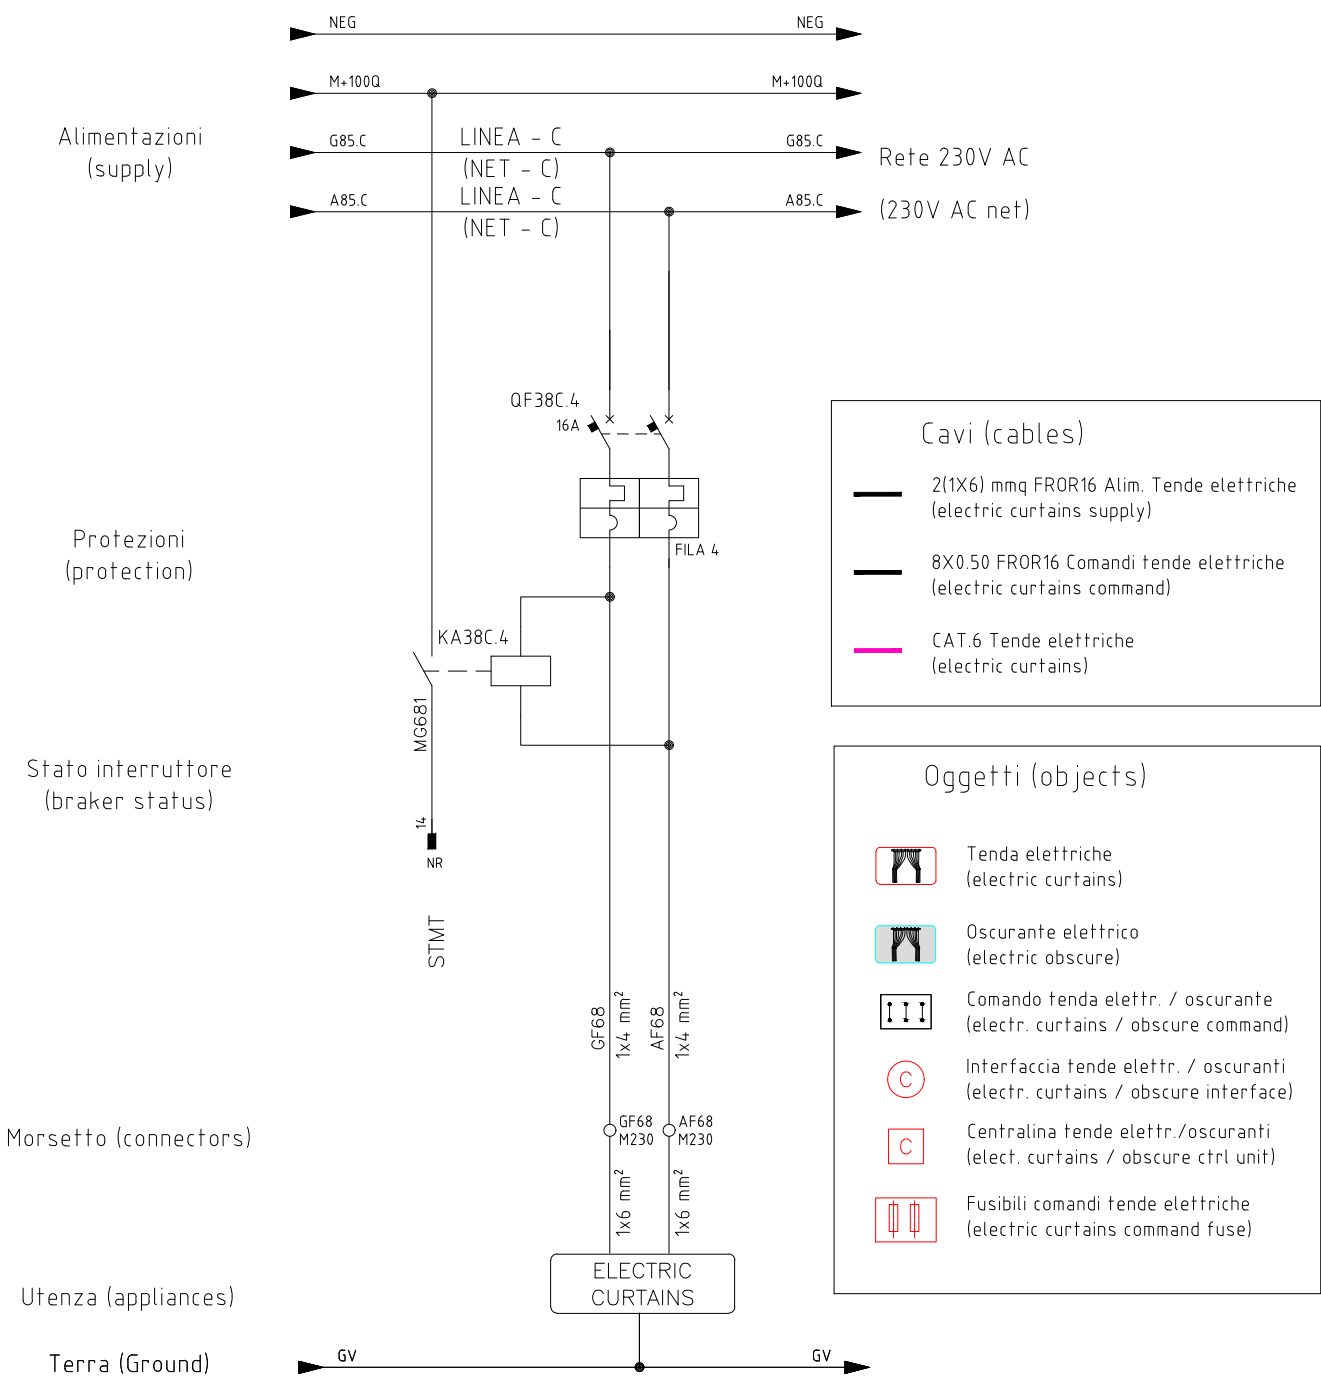 NEG NEG
M+100Q M+100Q
Alimentazioni
(supply)
G85.C LINEA - C G85.C
(NET - C)
Rete 230V AC
A85.C LINEA - C A85.C
(NET - C)
(230V AC net)
QF38C.4
16A
FILA 4
Protezioni
(protection)
KA38C.4
MG681
Stato interruttore
(braker status)
14
NR
STMT
GF68
1x4 mm²
AF68
1x4 mm²
Morsetto (connectors)
GF68
M230
AF68
M230
1x6 mm²
1x6 mm²
Utenza (appliances)
ELECTRIC
CURTAINS
Terra (Ground)
GV GV
Cavi (cables)
2(1X6) mmq FROR16 Alim. Tende elettriche
(electric curtains supply)
8X0.50 FROR16 Comandi tende elettriche
(electric curtains command)
CAT.6 Tende elettriche
(electric curtains)
Oggetti (objects)
Tenda elettriche
(electric curtains)
Oscurante elettrico
(electric obscure)
Comando tenda elettr. / oscurante
(electr. curtains / obscure command)
C
Interfaccia tende elettr. / oscuranti
(electr. curtains / obscure interface)
C
Centralina tende elettr./oscuranti
(elect. curtains / obscure ctrl unit)
Fusibili comandi tende elettriche
(electric curtains command fuse)